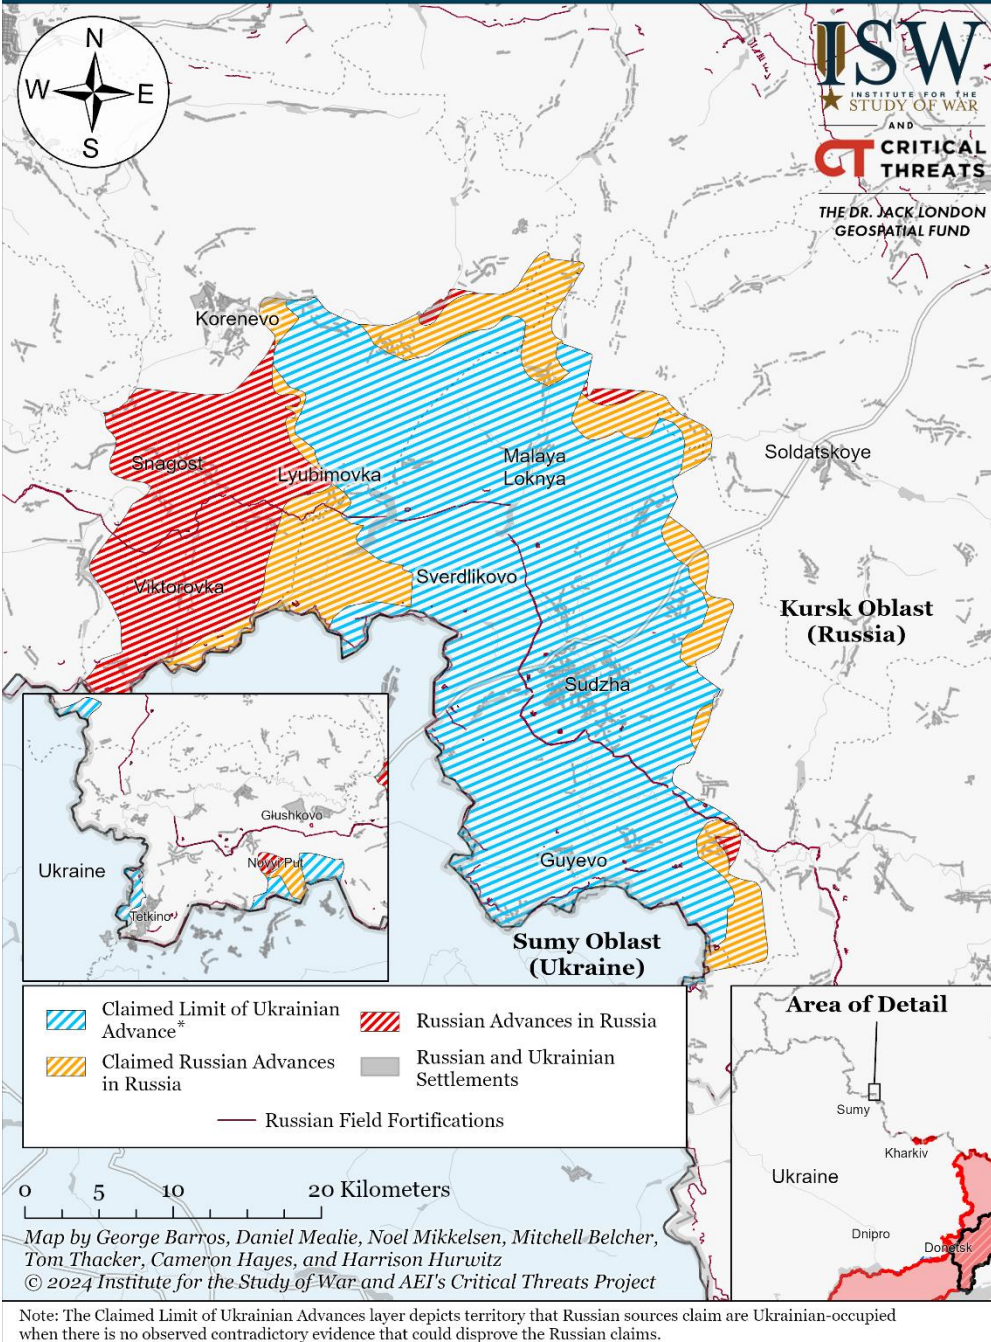 N
W
E
S
ISW
INSTITUTE FOR THE
STUDY OF WAR
AND
CT CRITICAL
THREATS
THE DR. JACK LONDON
GEOSPATIAL FUND
Korenevo
Snagost
Lyubimovka
Malaya
Loknya
Soldatskoye
Viktorovka
Sverdlikovo
Kursk Oblast
(Russia)
Sudzha
Guyevo
Sumy Oblast
(Ukraine)
Glushkovo
Novyi Put
Ukraine
Tetkino
Claimed Limit of Ukrainian
Advance*
Claimed Russian Advances
in Russia
Russian Advances in Russia
Russian and Ukrainian
Settlements
Russian Field Fortifications
Area of Detail
Sumy
Kharkiv
Ukraine
Dnipro
Donetsk
0 5 10 20 Kilometers
Map by George Barros, Daniel Mealie, Noel Mikkelsen, Mitchell Belcher,
Tom Thacker, Cameron Hayes, and Harrison Hurwitz
© 2024 Institute for the Study of War and AEI's Critical Threats Project
Note: The Claimed Limit of Ukrainian Advances layer depicts territory that Russian sources claim are Ukrainian-occupied
when there is no observed contradictory evidence that could disprove the Russian claims.